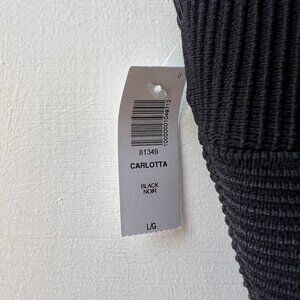 81349
CARLOTTA
BLACK
NOIR
L/G